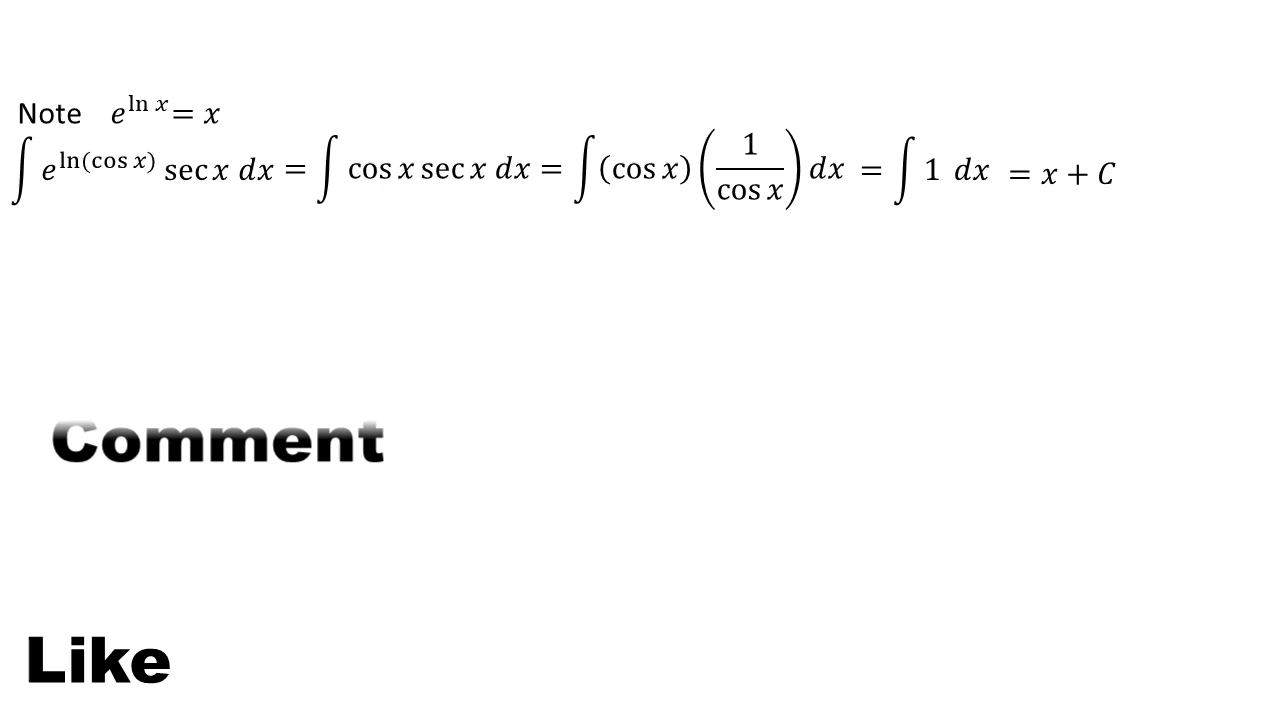 Note e^{ln x} = x
∫ e^{ln(cos x)} sec x dx = ∫ cos x sec x dx = ∫ (cos x) (1/cos x) dx = ∫ 1 dx = x + C
Comment
Like